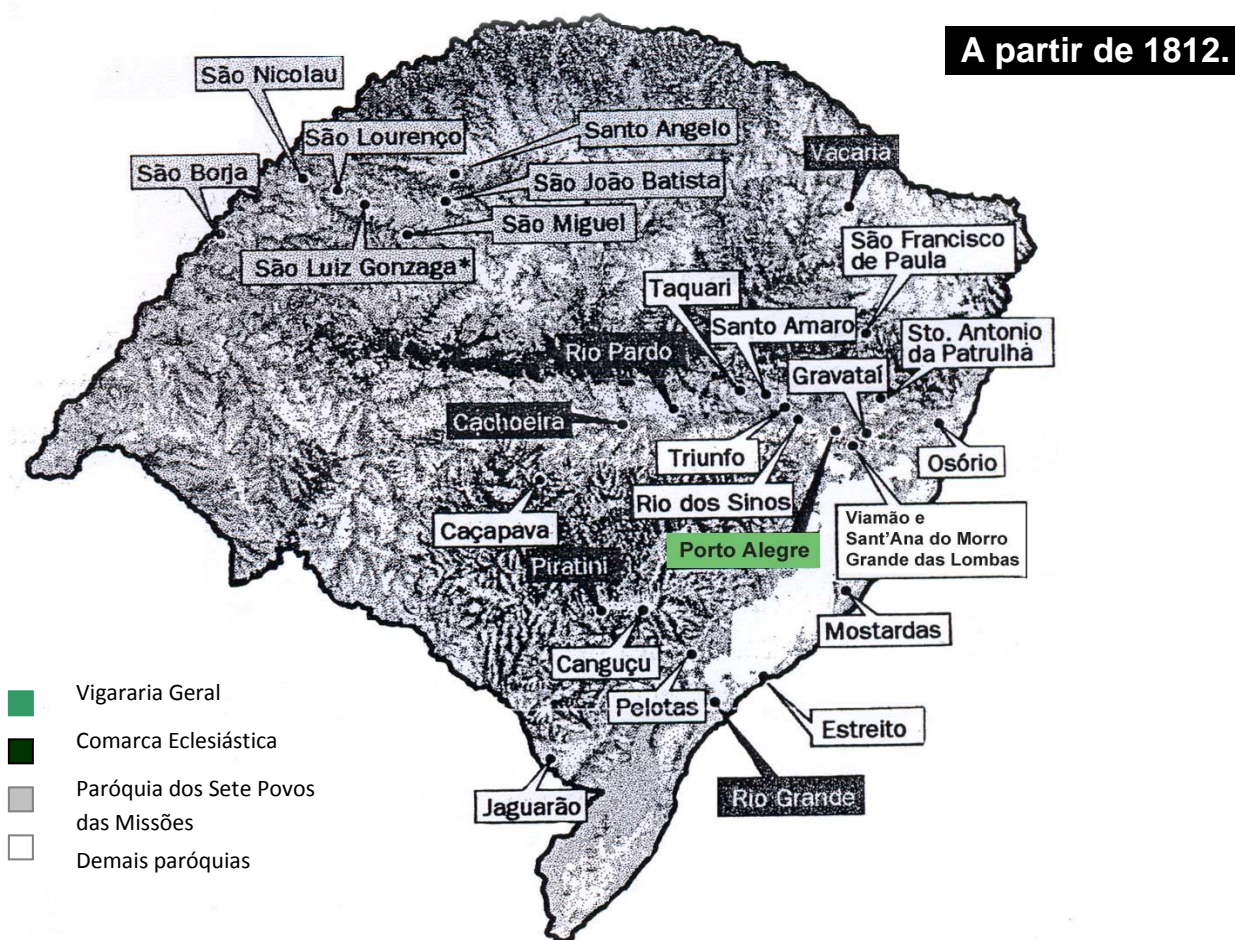 A partir de 1812.
São Nicolau
São Lourenço
Santo Angelo
São Borja
São João Batista
São Miguel
São Luiz Gonzaga*
Vacaria
São Francisco
de Paula
Taquari
Santo Amaro
Sto. Antonio
da Patrulha
Rio Pardo
Gravataí
Cachoeira
Triunfo
Osório
Rio dos Sinos
Caçapava
Porto Alegre
Viamão e
Sant'Ana do Morro
Grande das Lombas
Piratini
Mostardas
Canguçu
Pelotas
Estreito
Jaguarão
Rio Grande
Vigararia Geral
Comarca Eclesiástica
Paróquia dos Sete Povos
das Missões
Demais paróquias